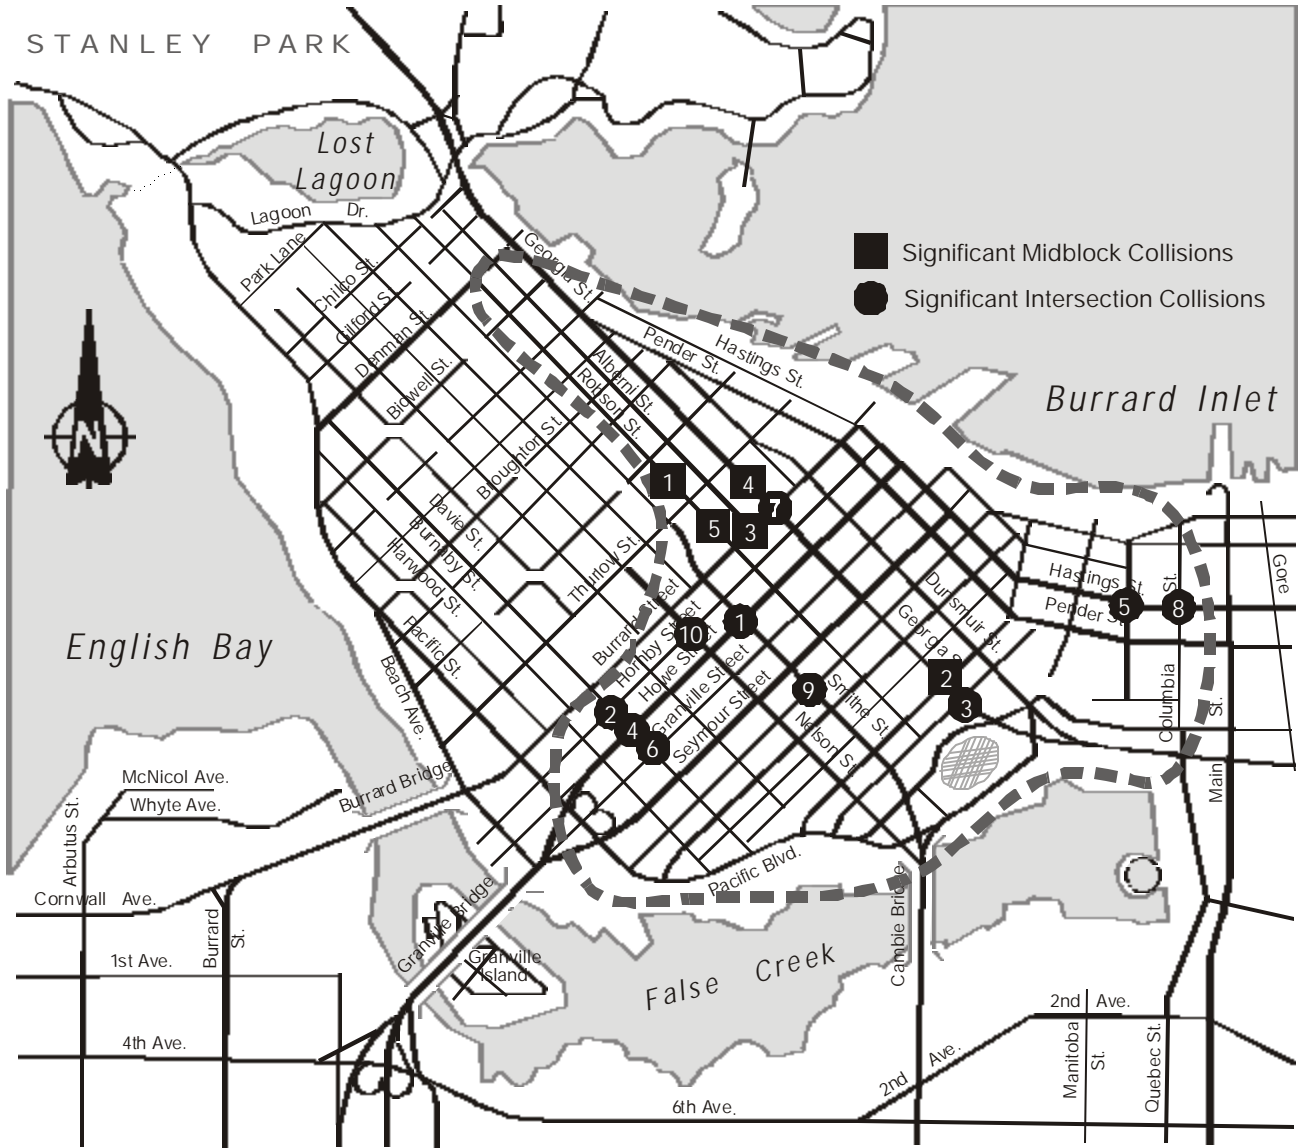 STANLEY PARK
Lost
Lagoon
Lagoon Dr.
Park Lane
Chilco St.
Gilford S
Denman St.
Bidwell St.
Broughton St.
Georgia St.
Significant Midblock Collisions
Significant Intersection Collisions
Pender St.
Hastings St.
Alberni St.
Robson St.
Burrard Inlet
N
1
4
7
5
3
Davie St.
Burnaby St.
Harwood St.
Pacific St.
Thurlow St.
Hastings St.
Pender St.
5
8
St.
Columbia
Gore
Dunsmuir St.
Georgia S
English Bay
Beach Ave.
Burrard Street
Hornby Street
Howe Street
Granville Street
Seymour Street
10
1
9
2
3
2
4
6
Smithe St.
Nelson St.
St.
Main
McNicol Ave.
Whyte Ave.
Burrard Bridge
Arbutus St.
Cornwall Ave.
Burrard
St.
Pacific Blvd.
Granville Bridge
Granville
Island
Cambie Bridge
False Creek
1st Ave.
4th Ave.
2nd Ave.
2nd Ave.
Manitoba
St.
Quebec St.
6th Ave.